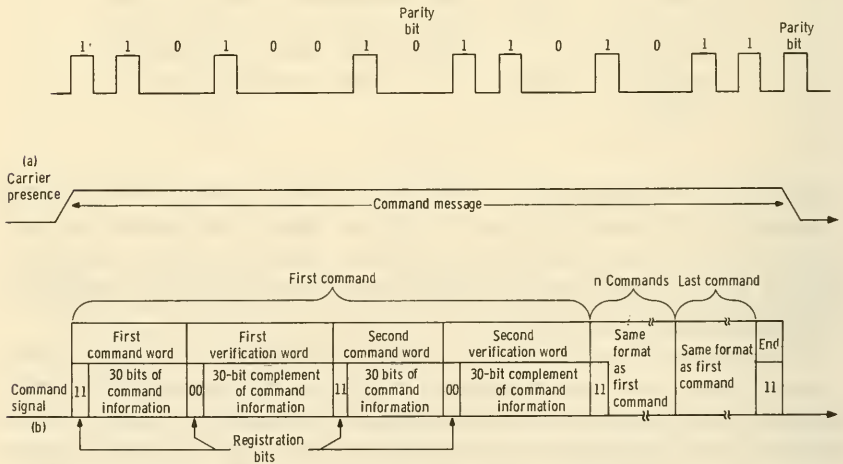 Parity
bit
Parity
bit
1 1 0 1 0 0 1 0 1 1 0 1 0 1 1
(a)
Carrier
presence
Command message
First command
n Commands
Last command
First
command word
First
verification word
Second
command word
Second
verification word
Same
format
as
first
command
Same format
as first
command
End
Command
signal
11
30 bits of
command
information
00
30-bit complement
of command
information
11
30 bits of
command
information
00
30-bit complement
of command
information
11
11
(b)
Registration
bits